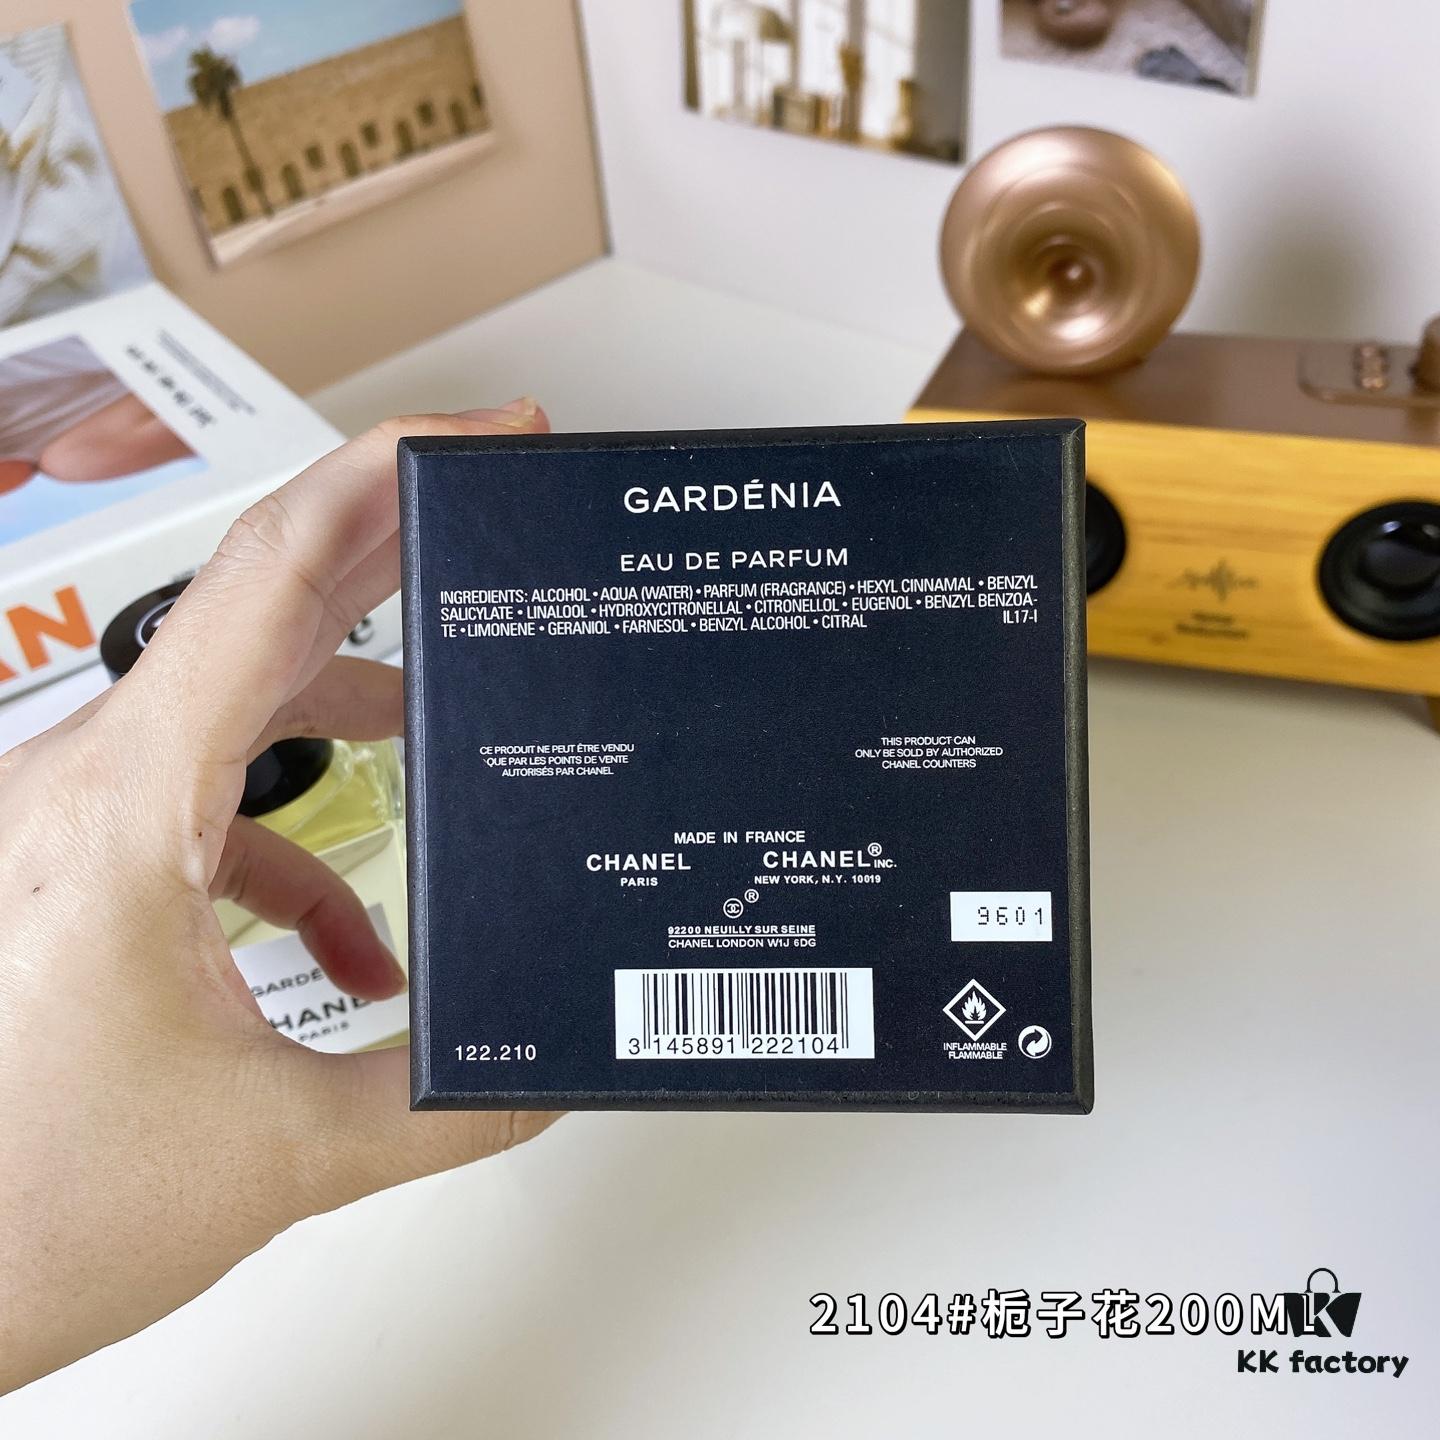 GARDÉNIA
EAU DE PARFUM
INGREDIENTS: ALCOHOL • AQUA (WATER) • PARFUM (FRAGRANCE) • HEXYL CINNAMAL • BENZYL
SALICYLATE • LINALOOL • HYDROXYCITRONELLAL • CITRONELLOL • EUGENOL • BENZYL BENZOA-
TE • LIMONENE • GERANIOL • FARNESOL • BENZYL ALCOHOL • CITRAL IL17-I
CE PRODUIT NE PEUT ÊTRE VENDU
QUE PAR LES POINTS DE VENTE
AUTORISÉS PAR CHANEL
THIS PRODUCT CAN
ONLY BE SOLD BY AUTHORIZED
CHANEL COUNTERS
MADE IN FRANCE
CHANEL
PARIS
CHANEL® INC.
NEW YORK, N.Y. 10019
®
92200 NEUILLY SUR SEINE
CHANEL LONDON W1J 6DG
9601
3 145891 222104
122.210
INFLAMMABLE
FLAMMABLE
GARDÉ
HANE
PARIS
AN
2104#栀子花200ML
K
KK factory